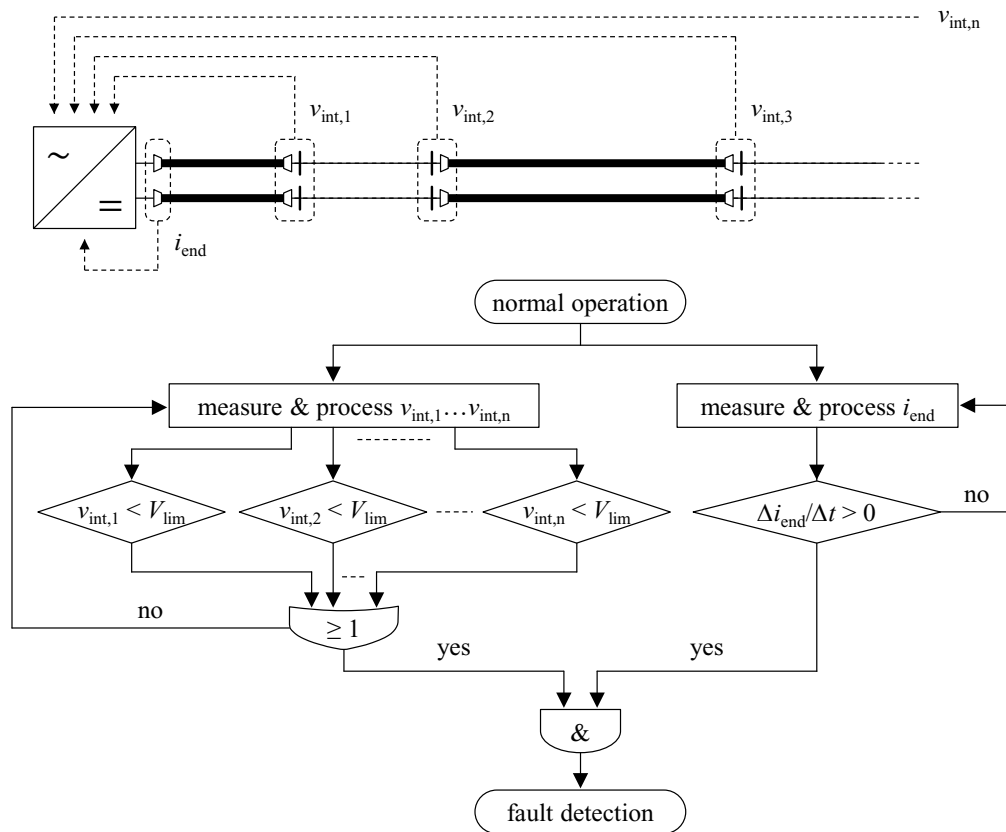 v_int,n
v_int,1
v_int,2
v_int,3
~
=
i_end
normal operation
measure & process v_int,1…v_int,n
measure & process i_end
v_int,1 < V_lim
v_int,2 < V_lim
v_int,n < V_lim
Δi_end/Δt > 0
no
no
≥ 1
yes
yes
&
fault detection